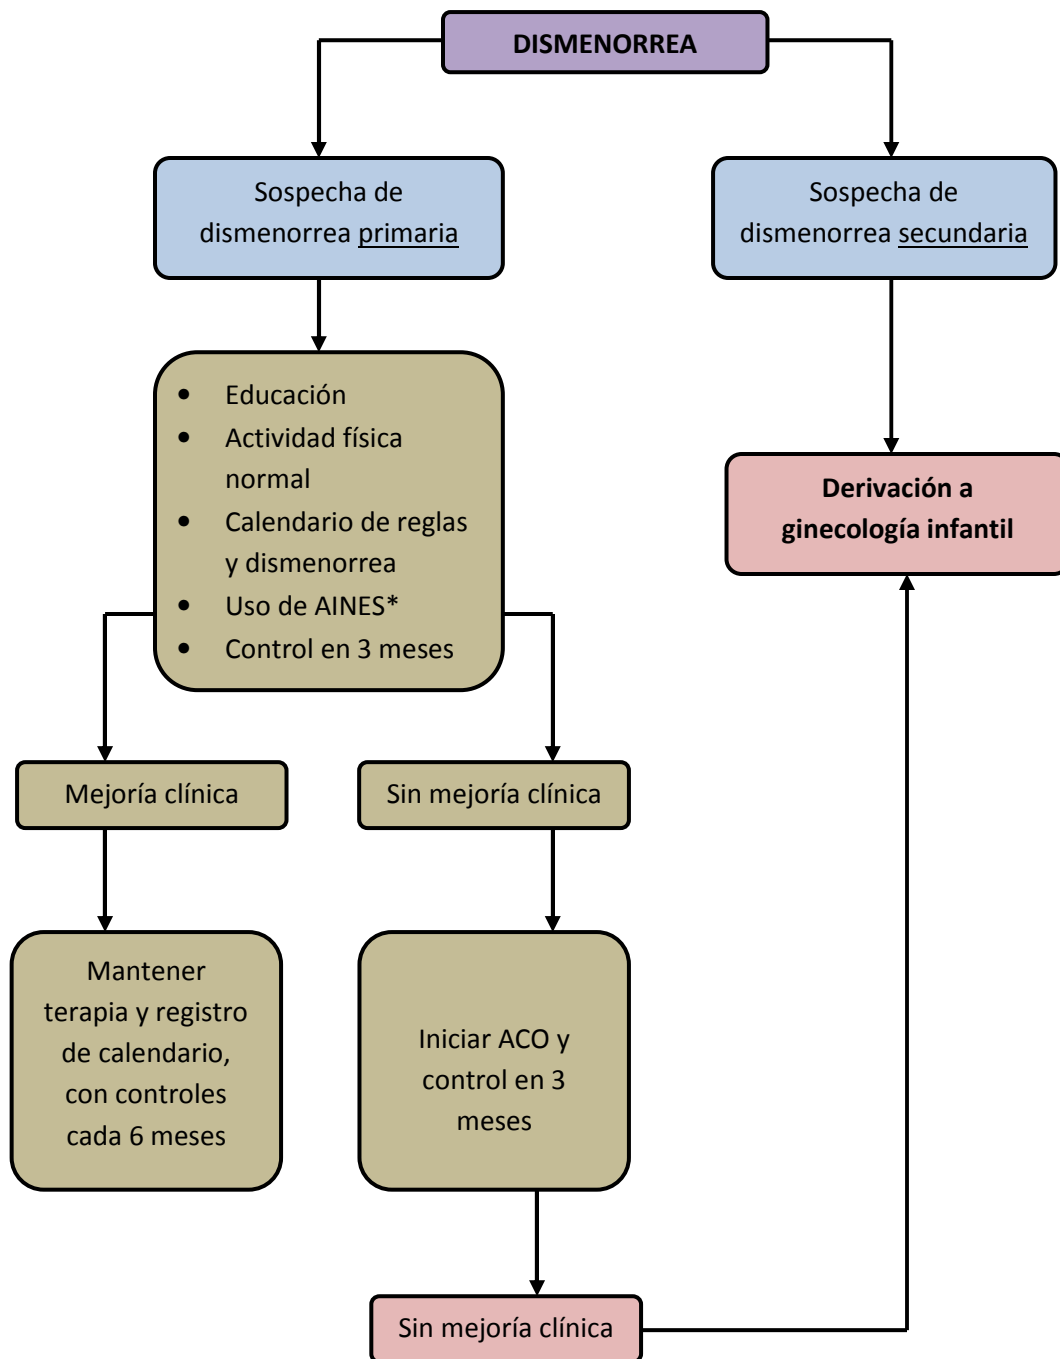 DISMENORREA
Sospecha de
dismenorrea primaria
Sospecha de
dismenorrea secundaria
• Educación
• Actividad física
normal
• Calendario de reglas
y dismenorrea
• Uso de AINES*
• Control en 3 meses
Derivación a
ginecología infantil
Mejoría clínica
Sin mejoría clínica
Mantener
terapia y registro
de calendario,
con controles
cada 6 meses
Iniciar ACO y
control en 3
meses
Sin mejoría clínica